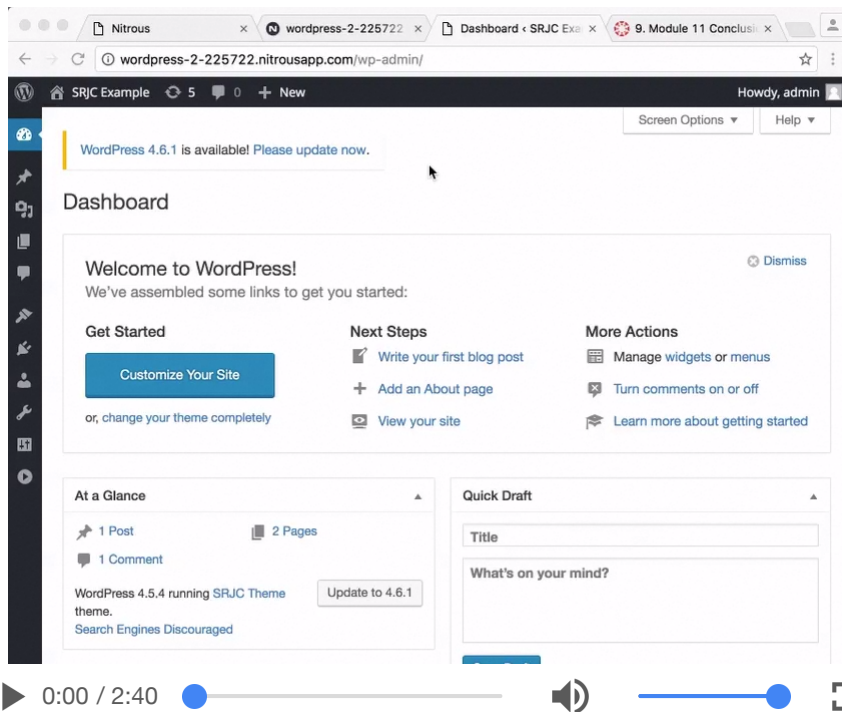 Nitrous
wordpress-2-225722
Dashboard ‹ SRJC Exa
9. Module 11 Conclusi
wordpress-2-225722.nitrousapp.com/wp-admin/
SRJC Example 5 0 + New Howdy, admin
Screen Options ▼ Help ▼
WordPress 4.6.1 is available! Please update now.
Dashboard
Welcome to WordPress!
Dismiss
We've assembled some links to get you started:
Get Started
Customize Your Site
or, change your theme completely
Next Steps
Write your first blog post
Add an About page
View your site
More Actions
Manage widgets or menus
Turn comments on or off
Learn more about getting started
At a Glance
1 Post 2 Pages
1 Comment
WordPress 4.5.4 running SRJC Theme
theme.
Update to 4.6.1
Search Engines Discouraged
Quick Draft
Title
What's on your mind?
0:00 / 2:40